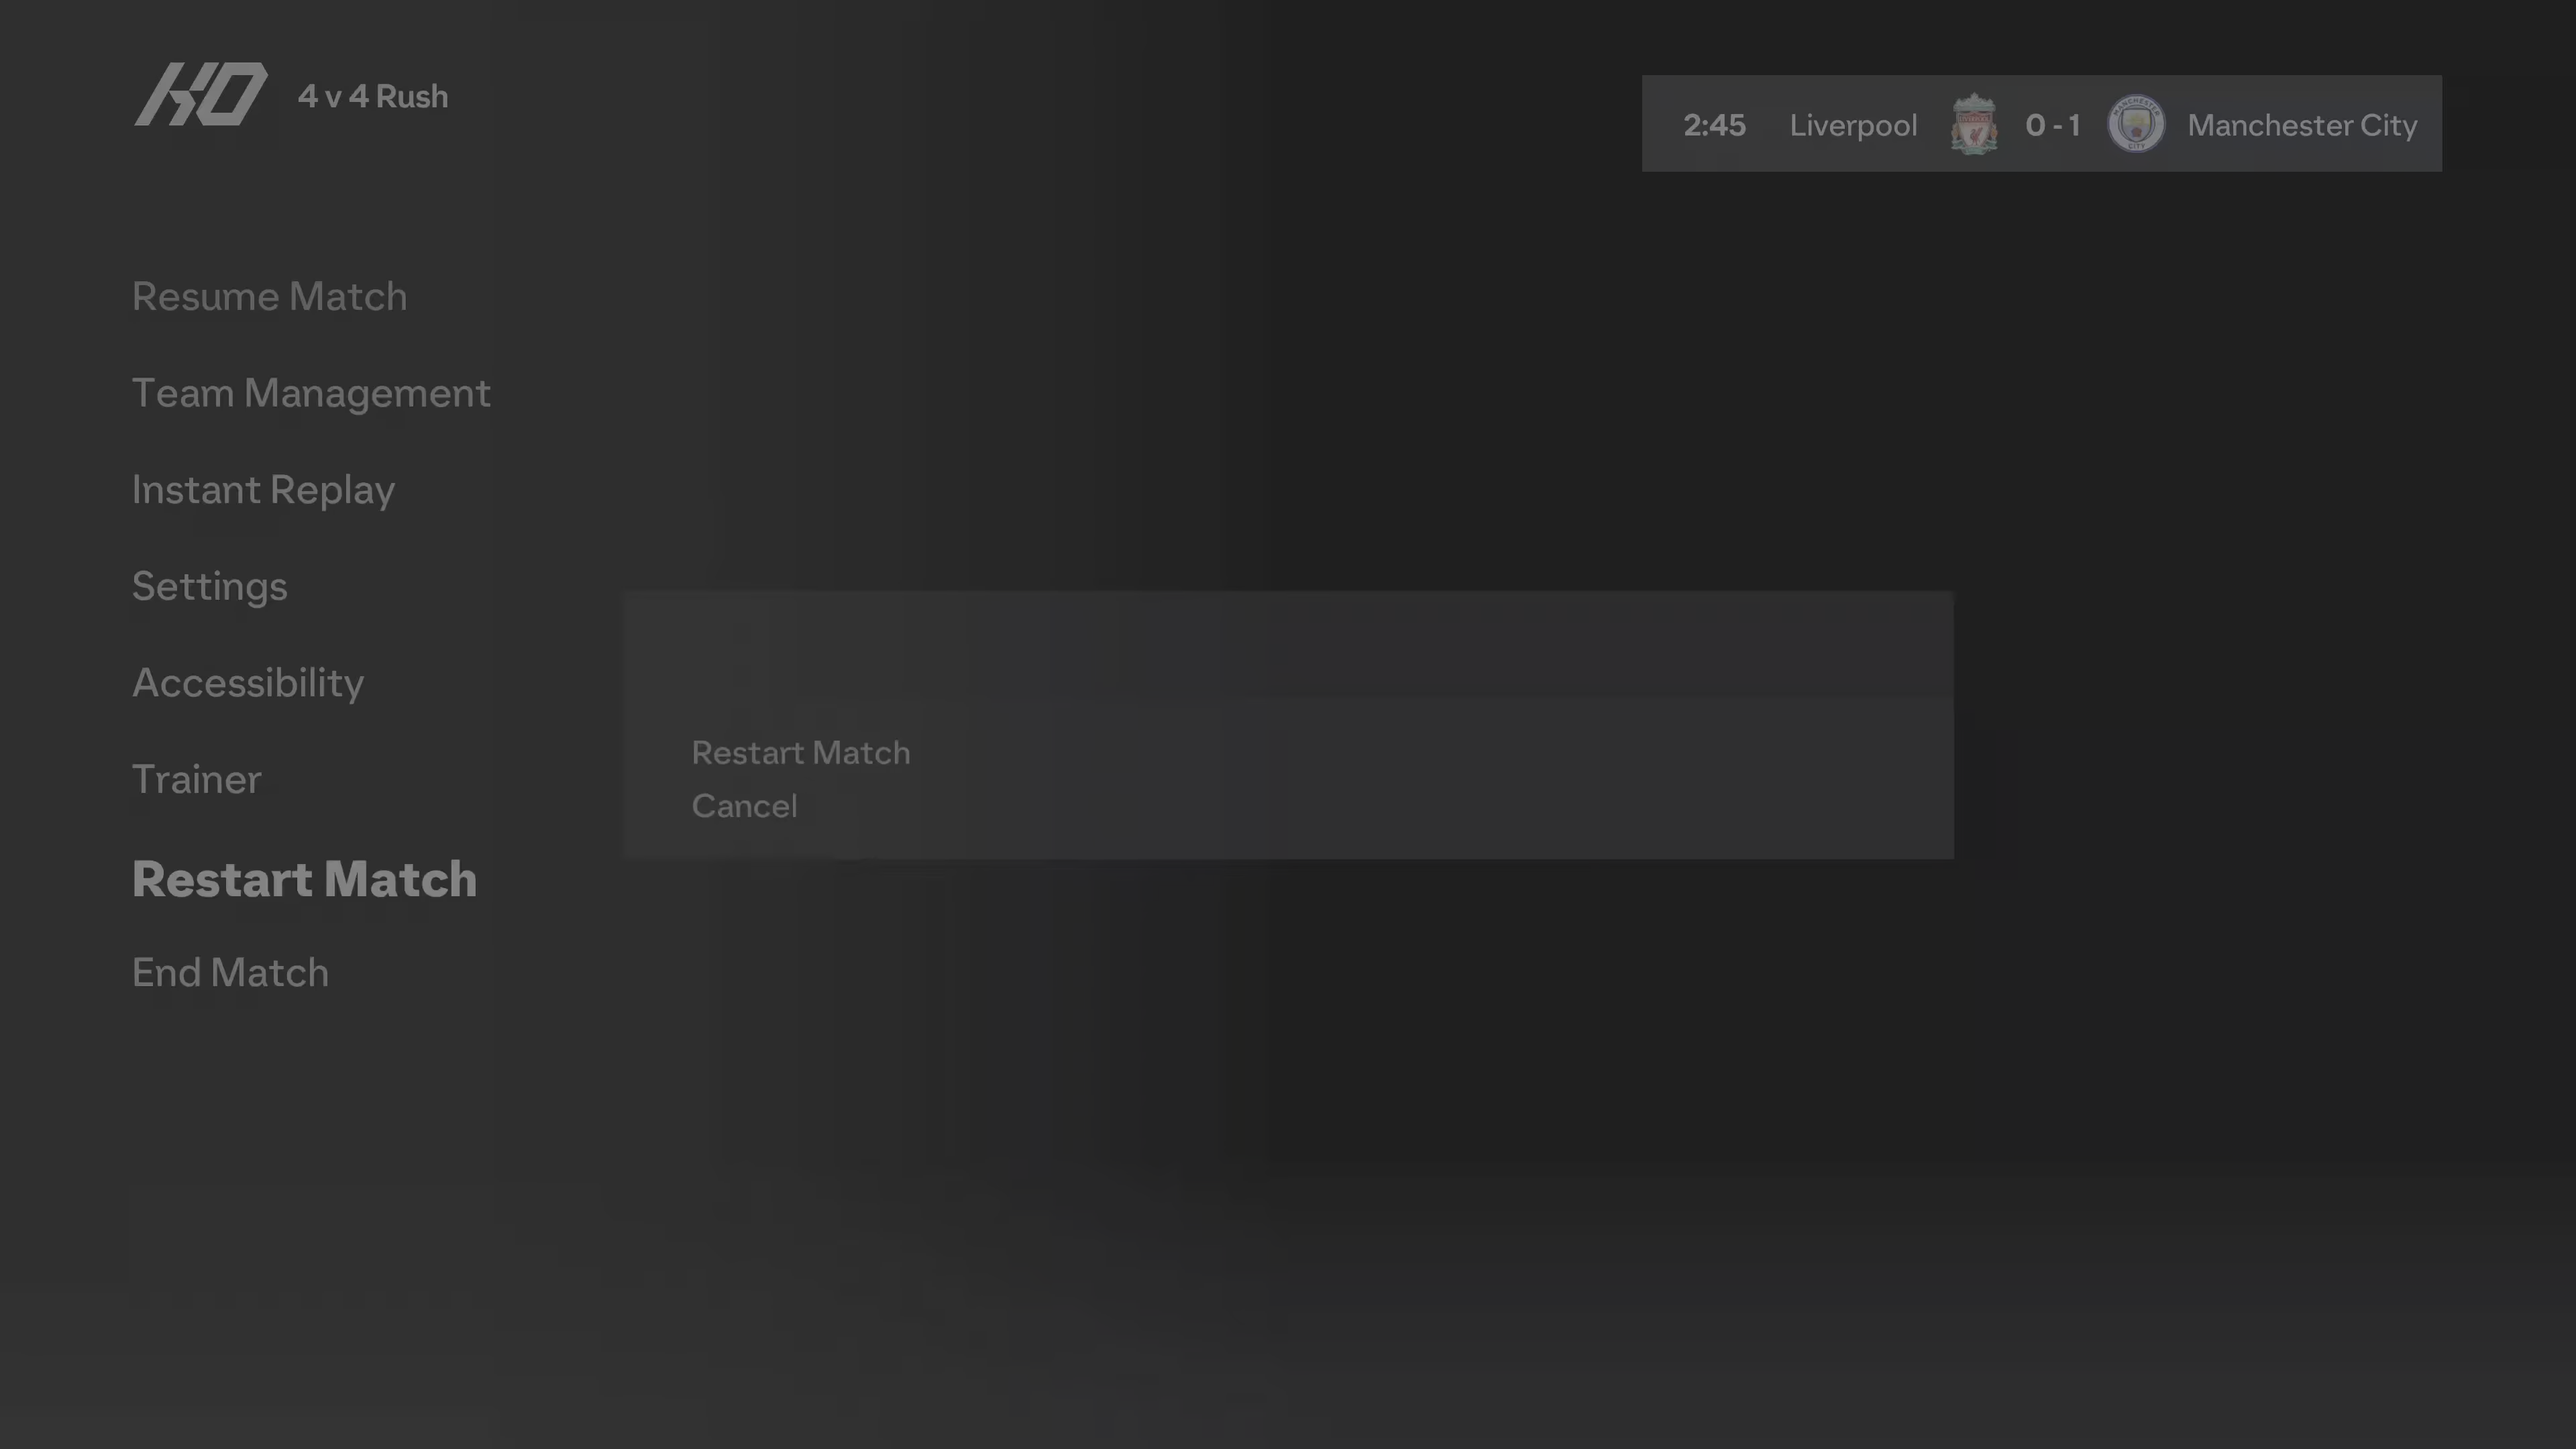 KO 4 v 4 Rush
2:45 Liverpool 0 - 1 Manchester City
Resume Match
Team Management
Instant Replay
Settings
Accessibility
Trainer
Restart Match
End Match
Restart Match
Cancel